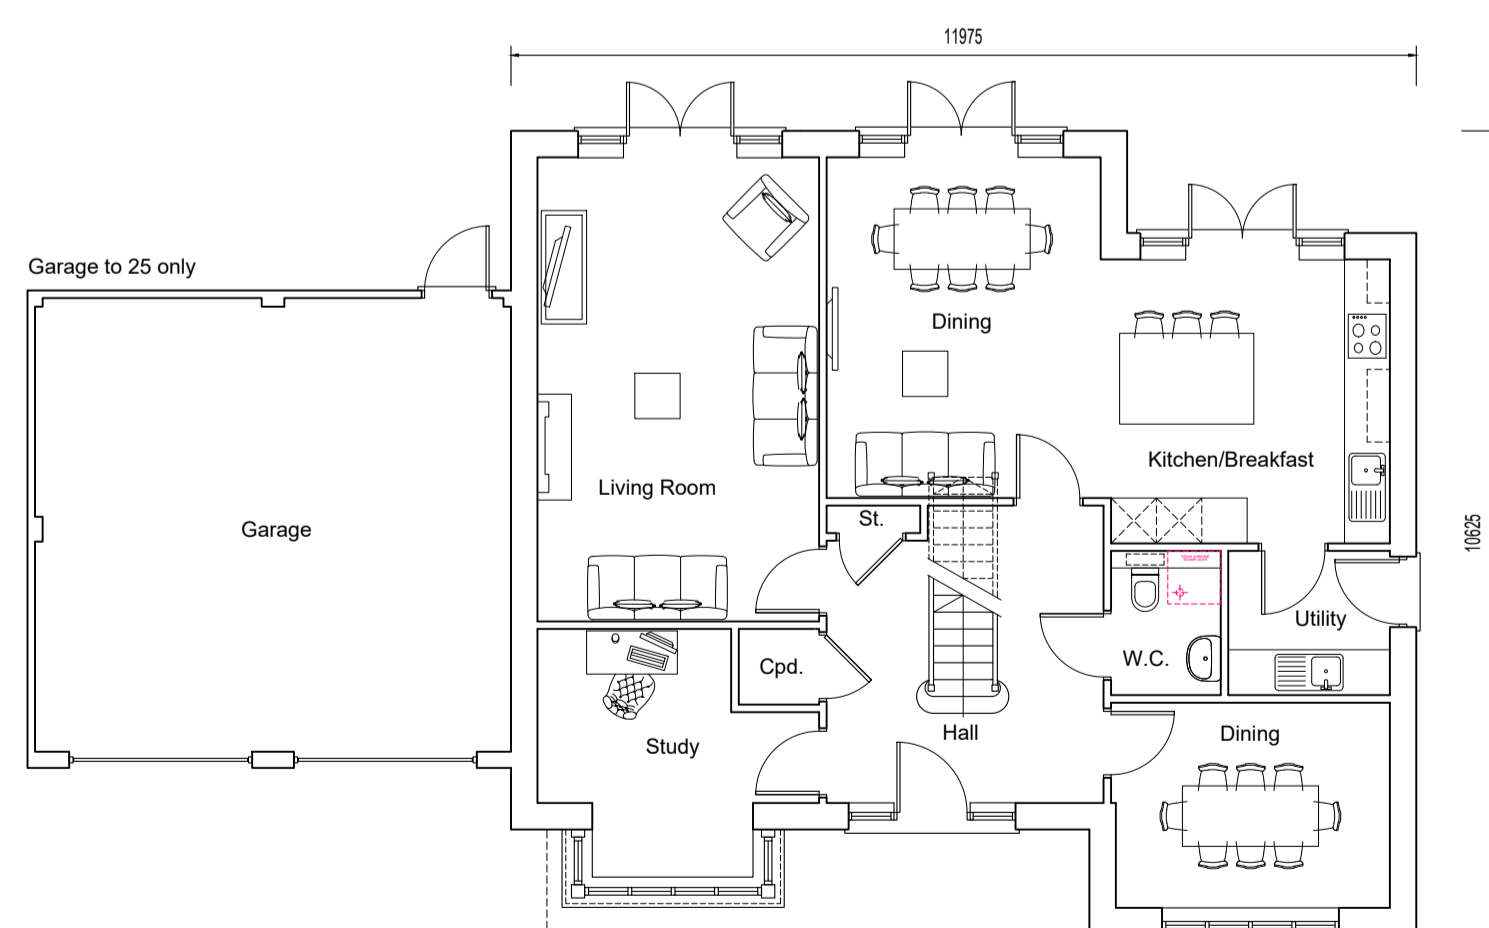 11975
Garage to 25 only
Dining
Kitchen/Breakfast
Living Room
St.
Garage
10625
Utility
W.C.
Cpd.
Hall
Dining
Study